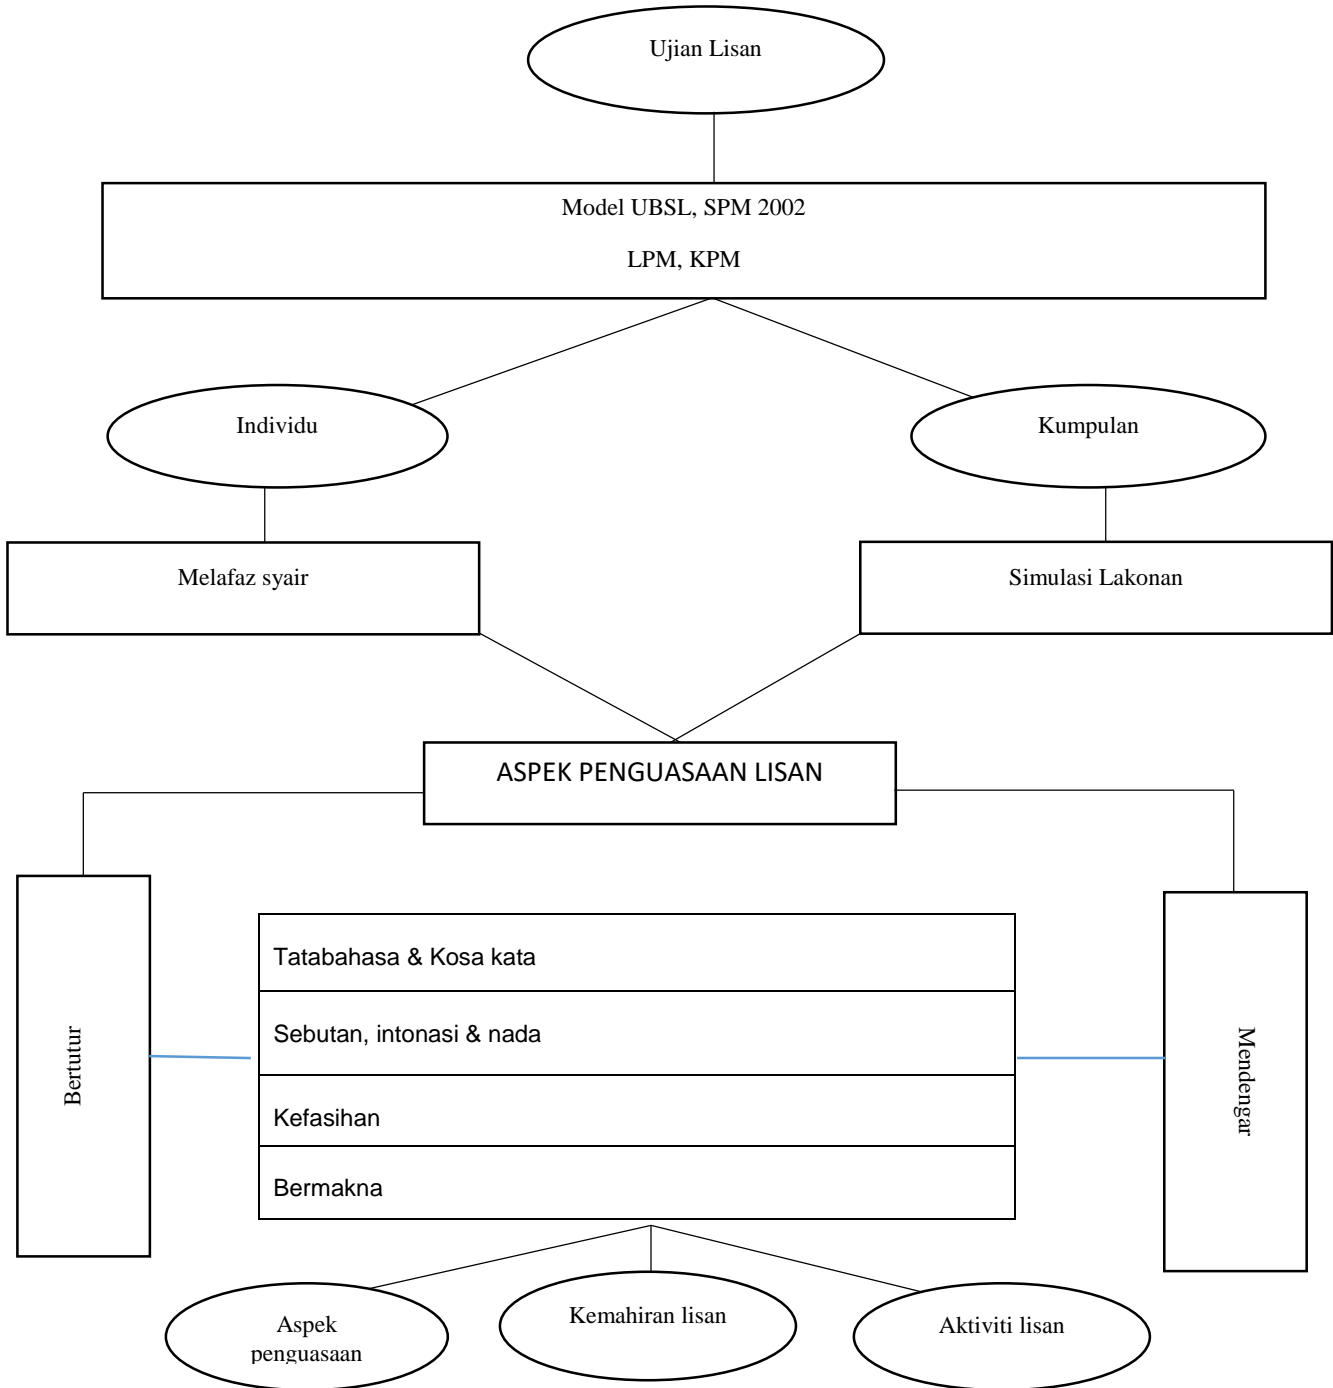 Ujian Lisan
Model UBSL, SPM 2002
LPM, KPM
Individu
Kumpulan
Melafaz syair
Simulasi Lakonan
ASPEK PENGUASAAN LISAN
Bertutur
Tatabahasa & Kosa kata
Sebutan, intonasi & nada
Kefasihan
Bermakna
Mendengar
Aspek
penguasaan
Kemahiran lisan
Aktiviti lisan